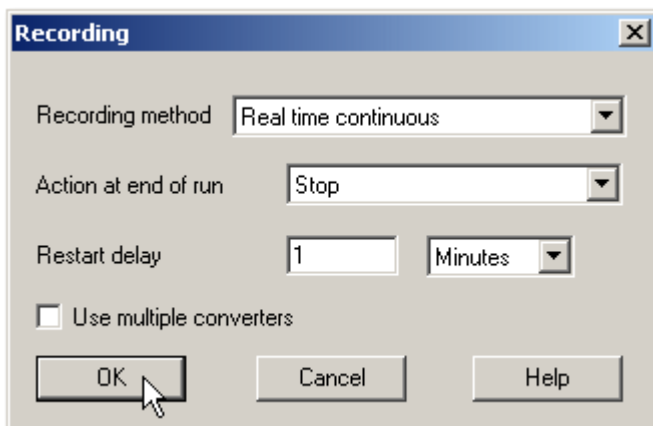 Recording
Recording method Real time continuous
Action at end of run Stop
Restart delay 1 Minutes
Use multiple converters
OK Cancel Help